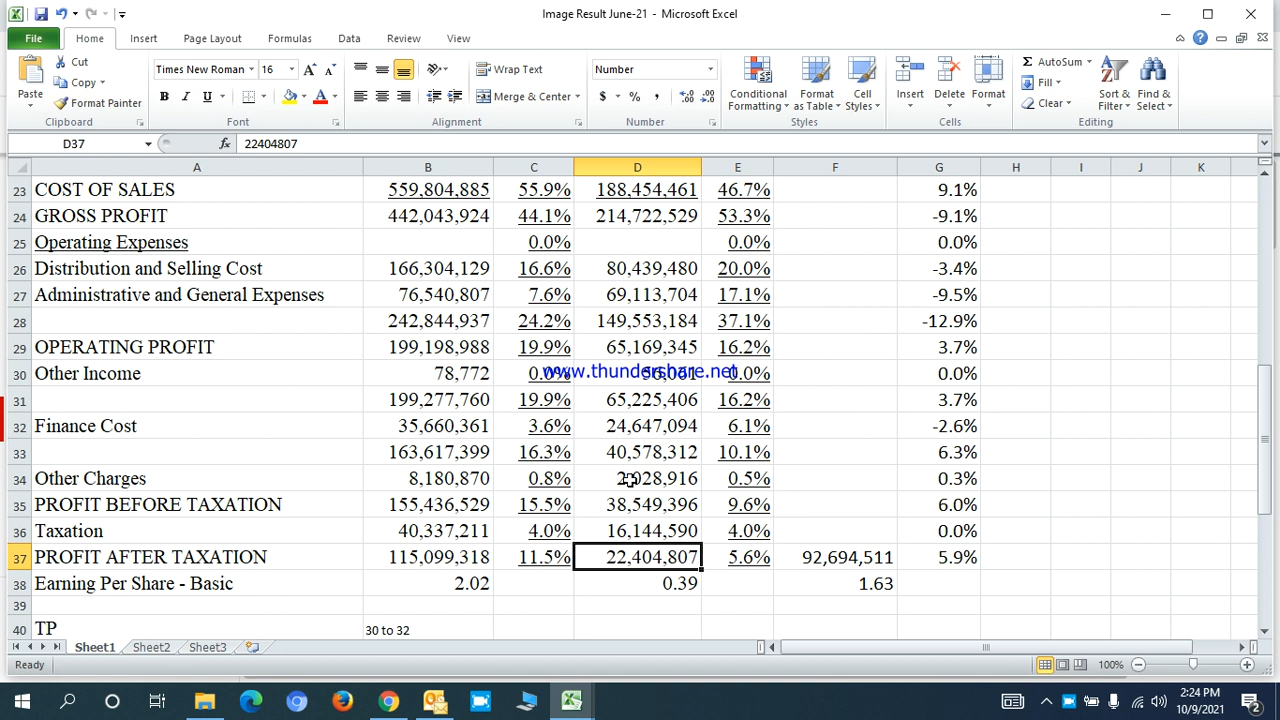 Image Result June-21 - Microsoft Excel
File Home Insert Page Layout Formulas Data Review View
Paste
Cut
Copy
Format Painter
Clipboard
Times New Roman
B I U
Font
Wrap Text
Merge & Center
Alignment
Number
$ % ,
Number
Conditional Formatting
Format as Table
Cell Styles
Styles
Insert
Delete
Format
Cells
AutoSum
Fill
Clear
Sort & Filter
Find & Select
Editing
D37 fx 22404807
A B C D E F G H I J K
23 COST OF SALES 559,804,885 55.9% 188,454,461 46.7% 9.1%
24 GROSS PROFIT 442,043,924 44.1% 214,722,529 53.3% -9.1%
25 Operating Expenses 0.0% 0.0% 0.0%
26 Distribution and Selling Cost 166,304,129 16.6% 80,439,480 20.0% -3.4%
27 Administrative and General Expenses 76,540,807 7.6% 69,113,704 17.1% -9.5%
28 242,844,937 24.2% 149,553,184 37.1% -12.9%
29 OPERATING PROFIT 199,198,988 19.9% 65,169,345 16.2% 3.7%
30 Other Income 78,772 0.0% 56,061 0.0% 0.0%
www.thundershare.net
31 199,277,760 19.9% 65,225,406 16.2% 3.7%
32 Finance Cost 35,660,361 3.6% 24,647,094 6.1% -2.6%
33 163,617,399 16.3% 40,578,312 10.1% 6.3%
34 Other Charges 8,180,870 0.8% 2,028,916 0.5% 0.3%
35 PROFIT BEFORE TAXATION 155,436,529 15.5% 38,549,396 9.6% 6.0%
36 Taxation 40,337,211 4.0% 16,144,590 4.0% 0.0%
37 PROFIT AFTER TAXATION 115,099,318 11.5% 22,404,807 5.6% 92,694,511 5.9%
38 Earning Per Share - Basic 2.02 0.39 1.63
39
40 TP 30 to 32
Sheet1 Sheet2 Sheet3
Ready 100%
2:24 PM
10/9/2021
2